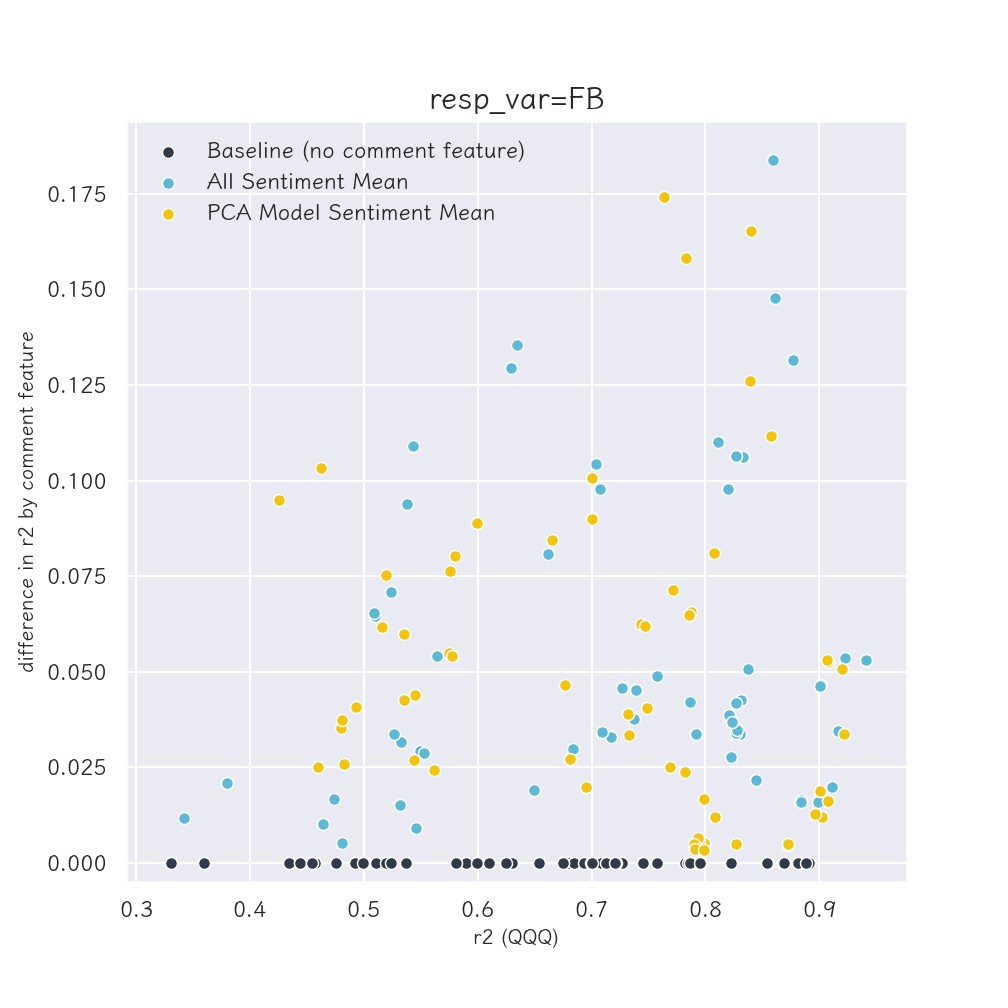 resp_var=FB
Baseline (no comment feature)
All Sentiment Mean
PCA Model Sentiment Mean
difference in r2 by comment feature
0.175
0.150
0.125
0.100
0.075
0.050
0.025
0.000
0.3 0.4 0.5 0.6 0.7 0.8 0.9
r2 (QQQ)